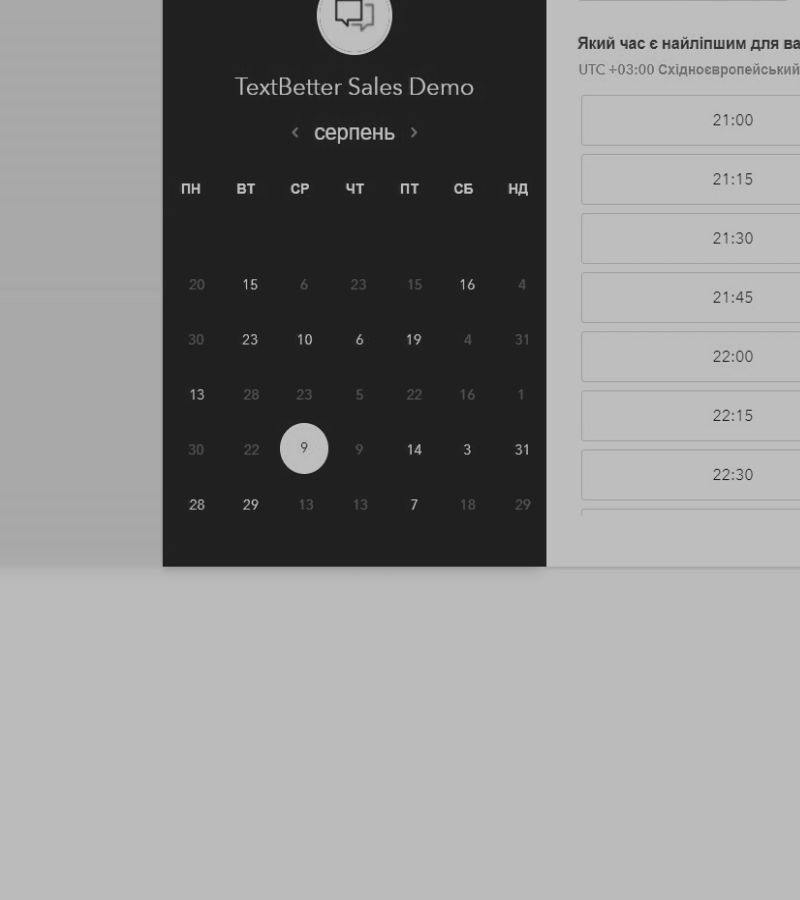 TextBetter Sales Demo
серпень
ПН ВТ СР ЧТ ПТ СБ НД
20 15 6 23 15 16 4
30 23 10 6 19 4 31
13 28 23 5 22 16 1
30 22 9 9 14 3 31
28 29 13 13 7 18 29
Який час є найліпшим для ва
UTC +03:00 Східноєвропейський
21:00
21:15
21:30
21:45
22:00
22:15
22:30